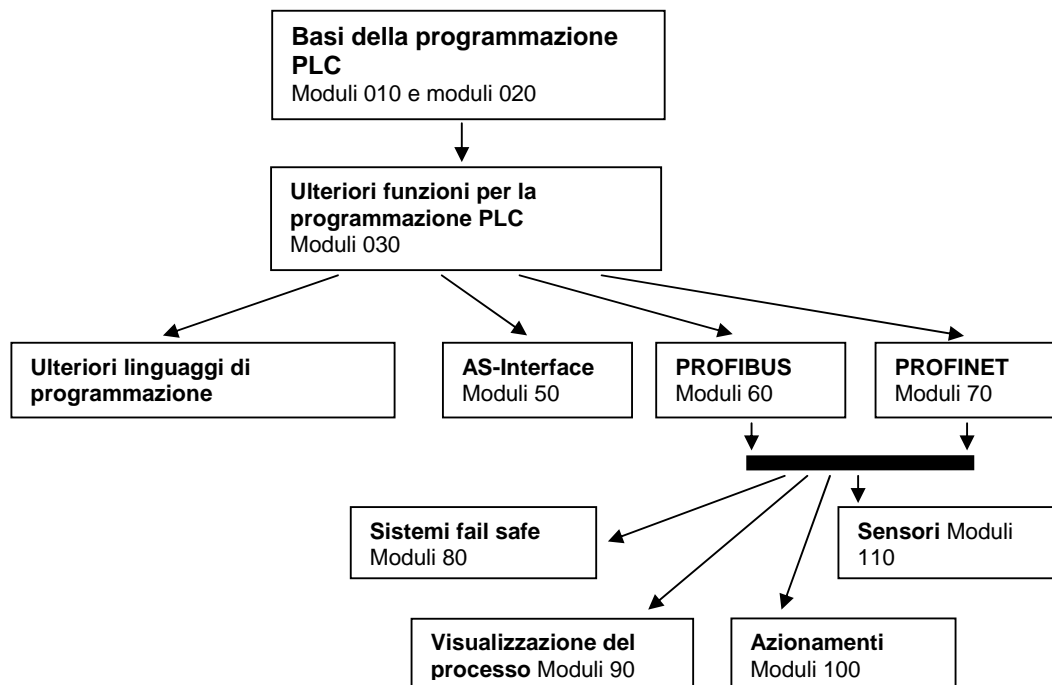 Basi della programmazione
PLC
Moduli 010 e moduli 020
Ulteriori funzioni per la
programmazione PLC
Moduli 030
Ulteriori linguaggi di
programmazione
AS-Interface
Moduli 50
PROFIBUS
Moduli 60
PROFINET
Moduli 70
Sistemi fail safe
Moduli 80
Sensori Moduli
110
Visualizzazione del
processo Moduli 90
Azionamenti
Moduli 100